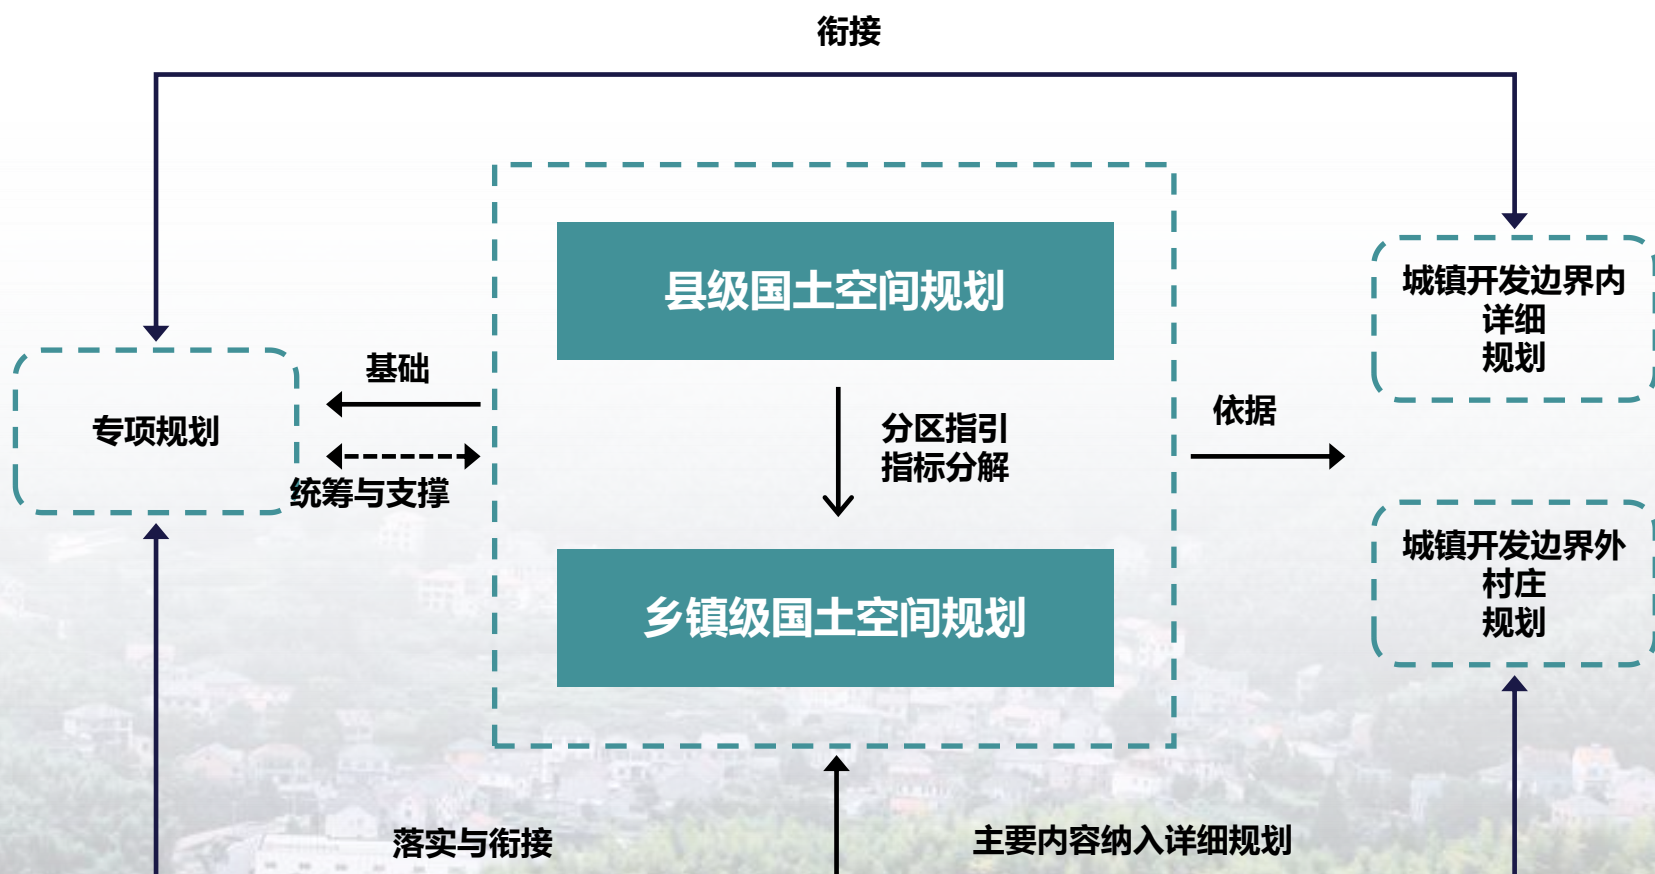 衔接
县级国土空间规划
城镇开发边界内
详细
规划
基础
专项规划
统筹与支撑
分区指引
指标分解
依据
城镇开发边界外
村庄
规划
乡镇级国土空间规划
落实与衔接
主要内容纳入详细规划